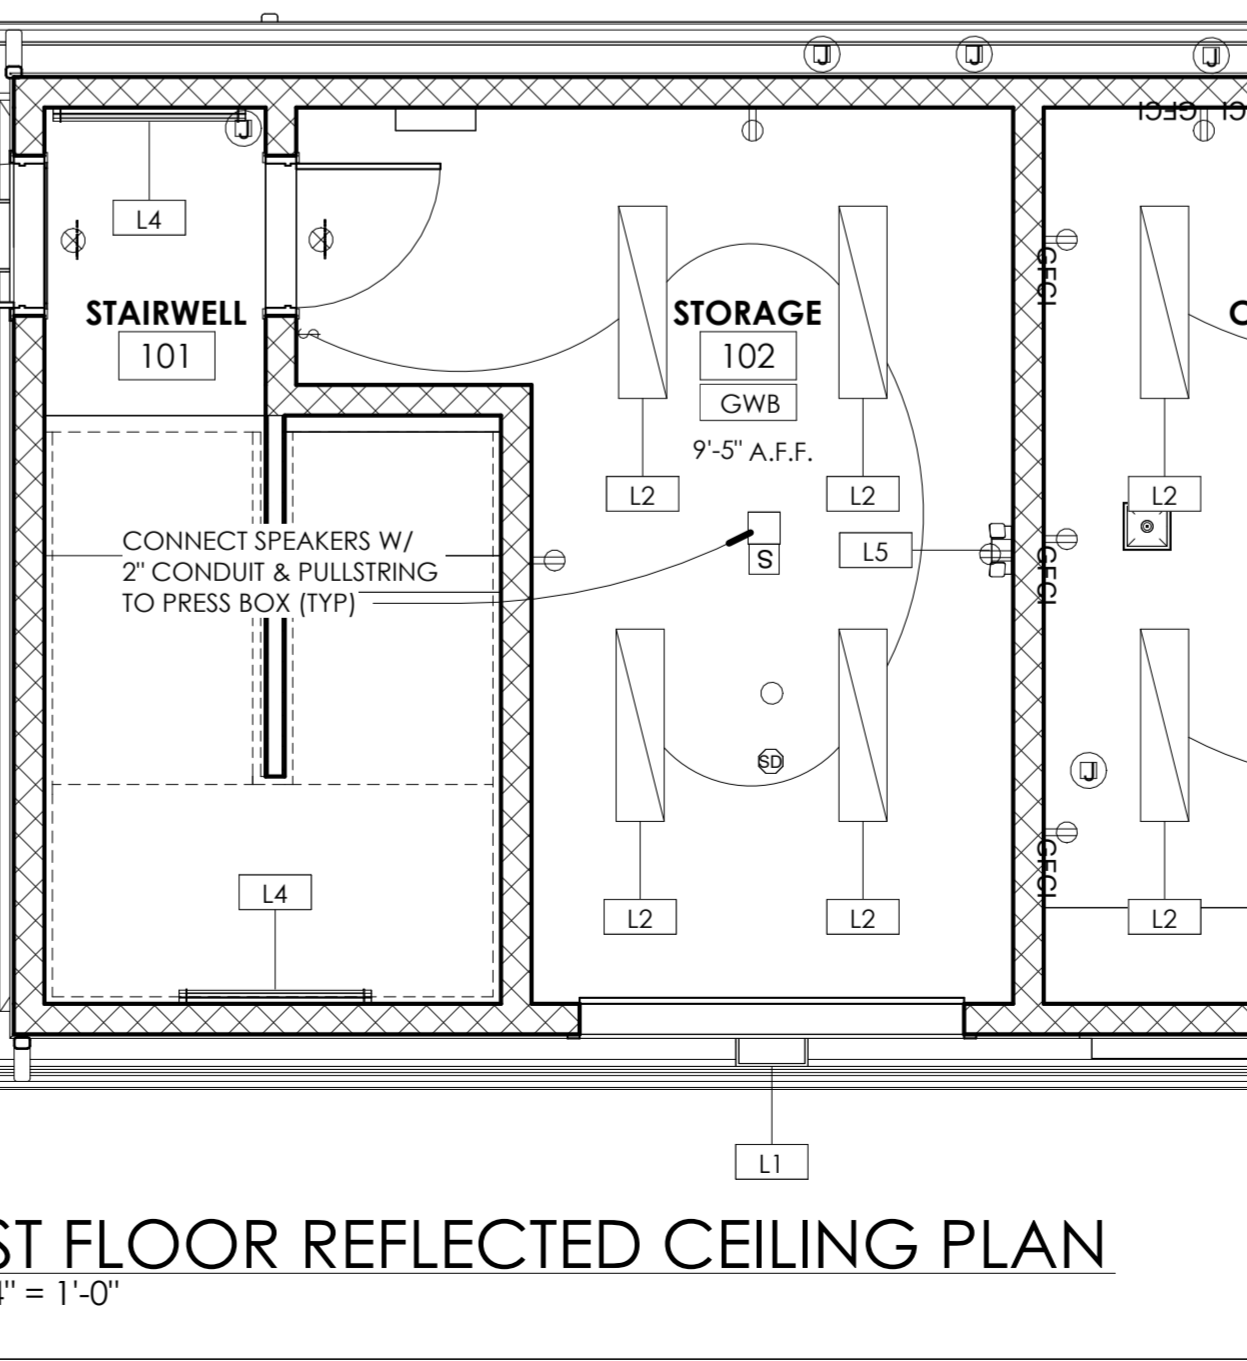 J
J
J
GFCI
J
L4
STAIRWELL
101
STORAGE
102
GWB
9'-5" A.F.F.
S
GFCI
L2
L2
L2
CONNECT SPEAKERS W/
2" CONDUIT & PULLSTRING
TO PRESS BOX (TYP)
S
L5
GFCI
SD
J
GFCI
L4
L2
L2
L2
L1
ST FLOOR REFLECTED CEILING PLAN
4" = 1'-0"